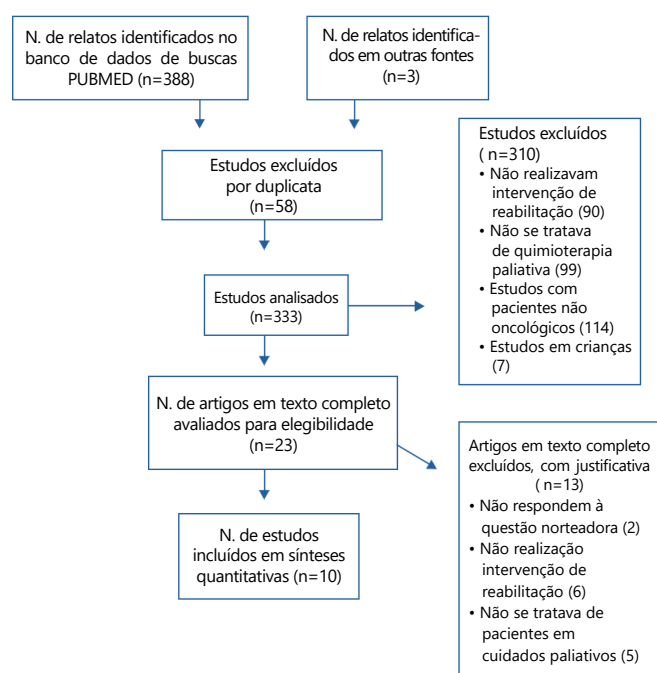 N. de relatos identificados no
banco de dados de buscas
PUBMED (n=388)
N. de relatos identifica-
dos em outras fontes
(n=3)
Estudos excluídos
por duplicata
(n=58)
Estudos excluídos
( n=310)
• Não realizavam
intervenção de
reabilitação (90)
• Não se tratava
de quimioterapia
paliativa (99)
• Estudos com
pacientes não
oncológicos (114)
• Estudos em crianças
(7)
Estudos analisados
(n=333)
N. de artigos em texto completo
avaliados para elegibilidade
(n=23)
Artigos em texto completo
excluídos, com justificativa
( n=13)
• Não respondem à
questão norteadora (2)
• Não realização
intervenção de
reabilitação (6)
• Não se tratava de
pacientes em
cuidados paliativos (5)
N. de estudos
incluídos em sínteses
quantitativas (n=10)